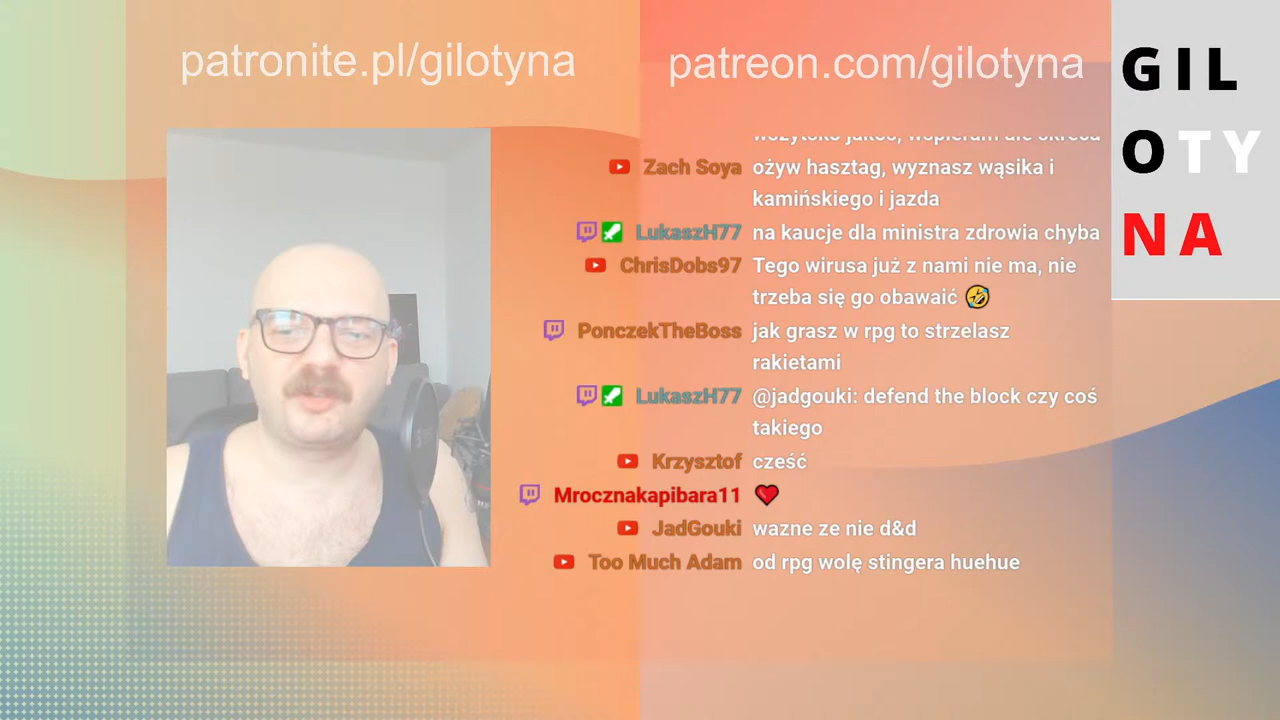 patronite.pl/gilotyna
patreon.com/gilotyna
GIL
OTY
NA
Zach Soya ożyw hasztag, wyznasz wąsika i
kamińskiego i jazda
LukaszH77 na kaucje dla ministra zdrowia chyba
ChrisDobs97 Tego wirusa już z nami nie ma, nie
trzeba się go obawaić 🤣
PonczekTheBoss jak grasz w rpg to strzelasz
rakietami
LukaszH77 @jadgouki: defend the block czy coś
takiego
Krzysztof cześć
Mrocznakapibara11 ❤️
JadGouki wazne ze nie d&d
Too Much Adam od rpg wolę stingera huehue